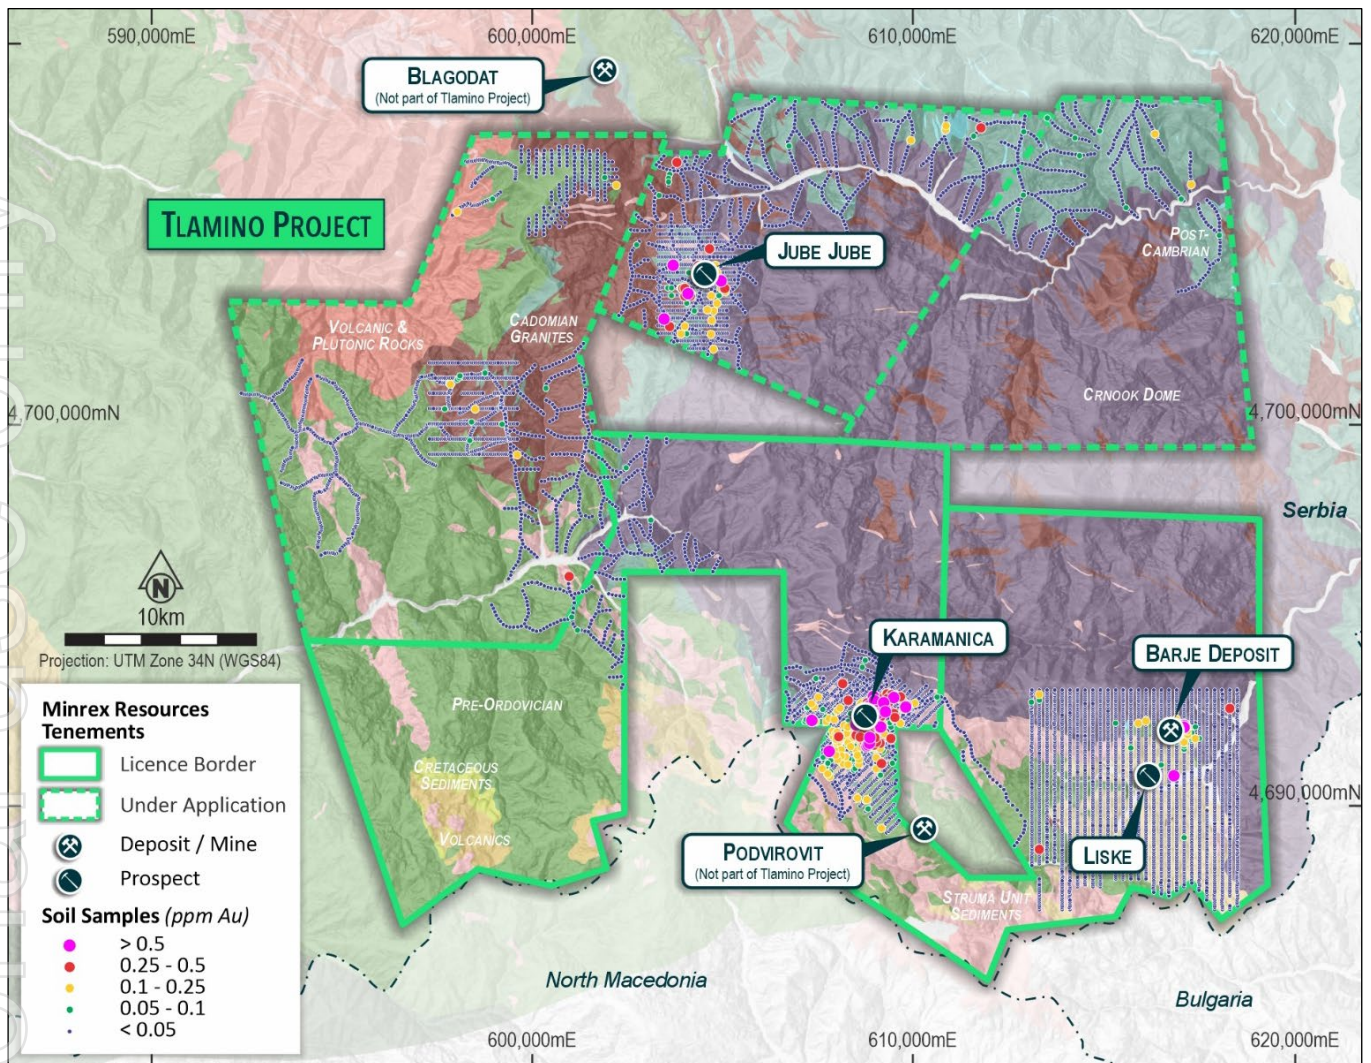 590,000mE
600,000mE
610,000mE
620,000mE
BLAGODAT
(Not part of Tlamino Project)
TLAMINO PROJECT
JUBE JUBE
POST-
CAMBRIAN
VOLCANIC &
PLUTONIC ROCKS
CADOMIAN
GRANITES
CRNOOK DOME
4,700,000mN
4,700,000mN
Serbia
N
10km
Projection: UTM Zone 34N (WGS84)
KARAMANICA
BARJE DEPOSIT
Minrex Resources
Tenements
Licence Border
Under Application
Deposit / Mine
Prospect
Soil Samples (ppm Au)
> 0.5
0.25 - 0.5
0.1 - 0.25
0.05 - 0.1
< 0.05
PRE-ORDOVICIAN
CRETACEOUS
SEDIMENTS
VOLCANICS
4,690,000mN
PODVIROVIT
(Not part of Tlamino Project)
LISKE
STRUMA UNIT
SEDIMENTS
North Macedonia
Bulgaria
600,000mE
610,000mE
620,000mE